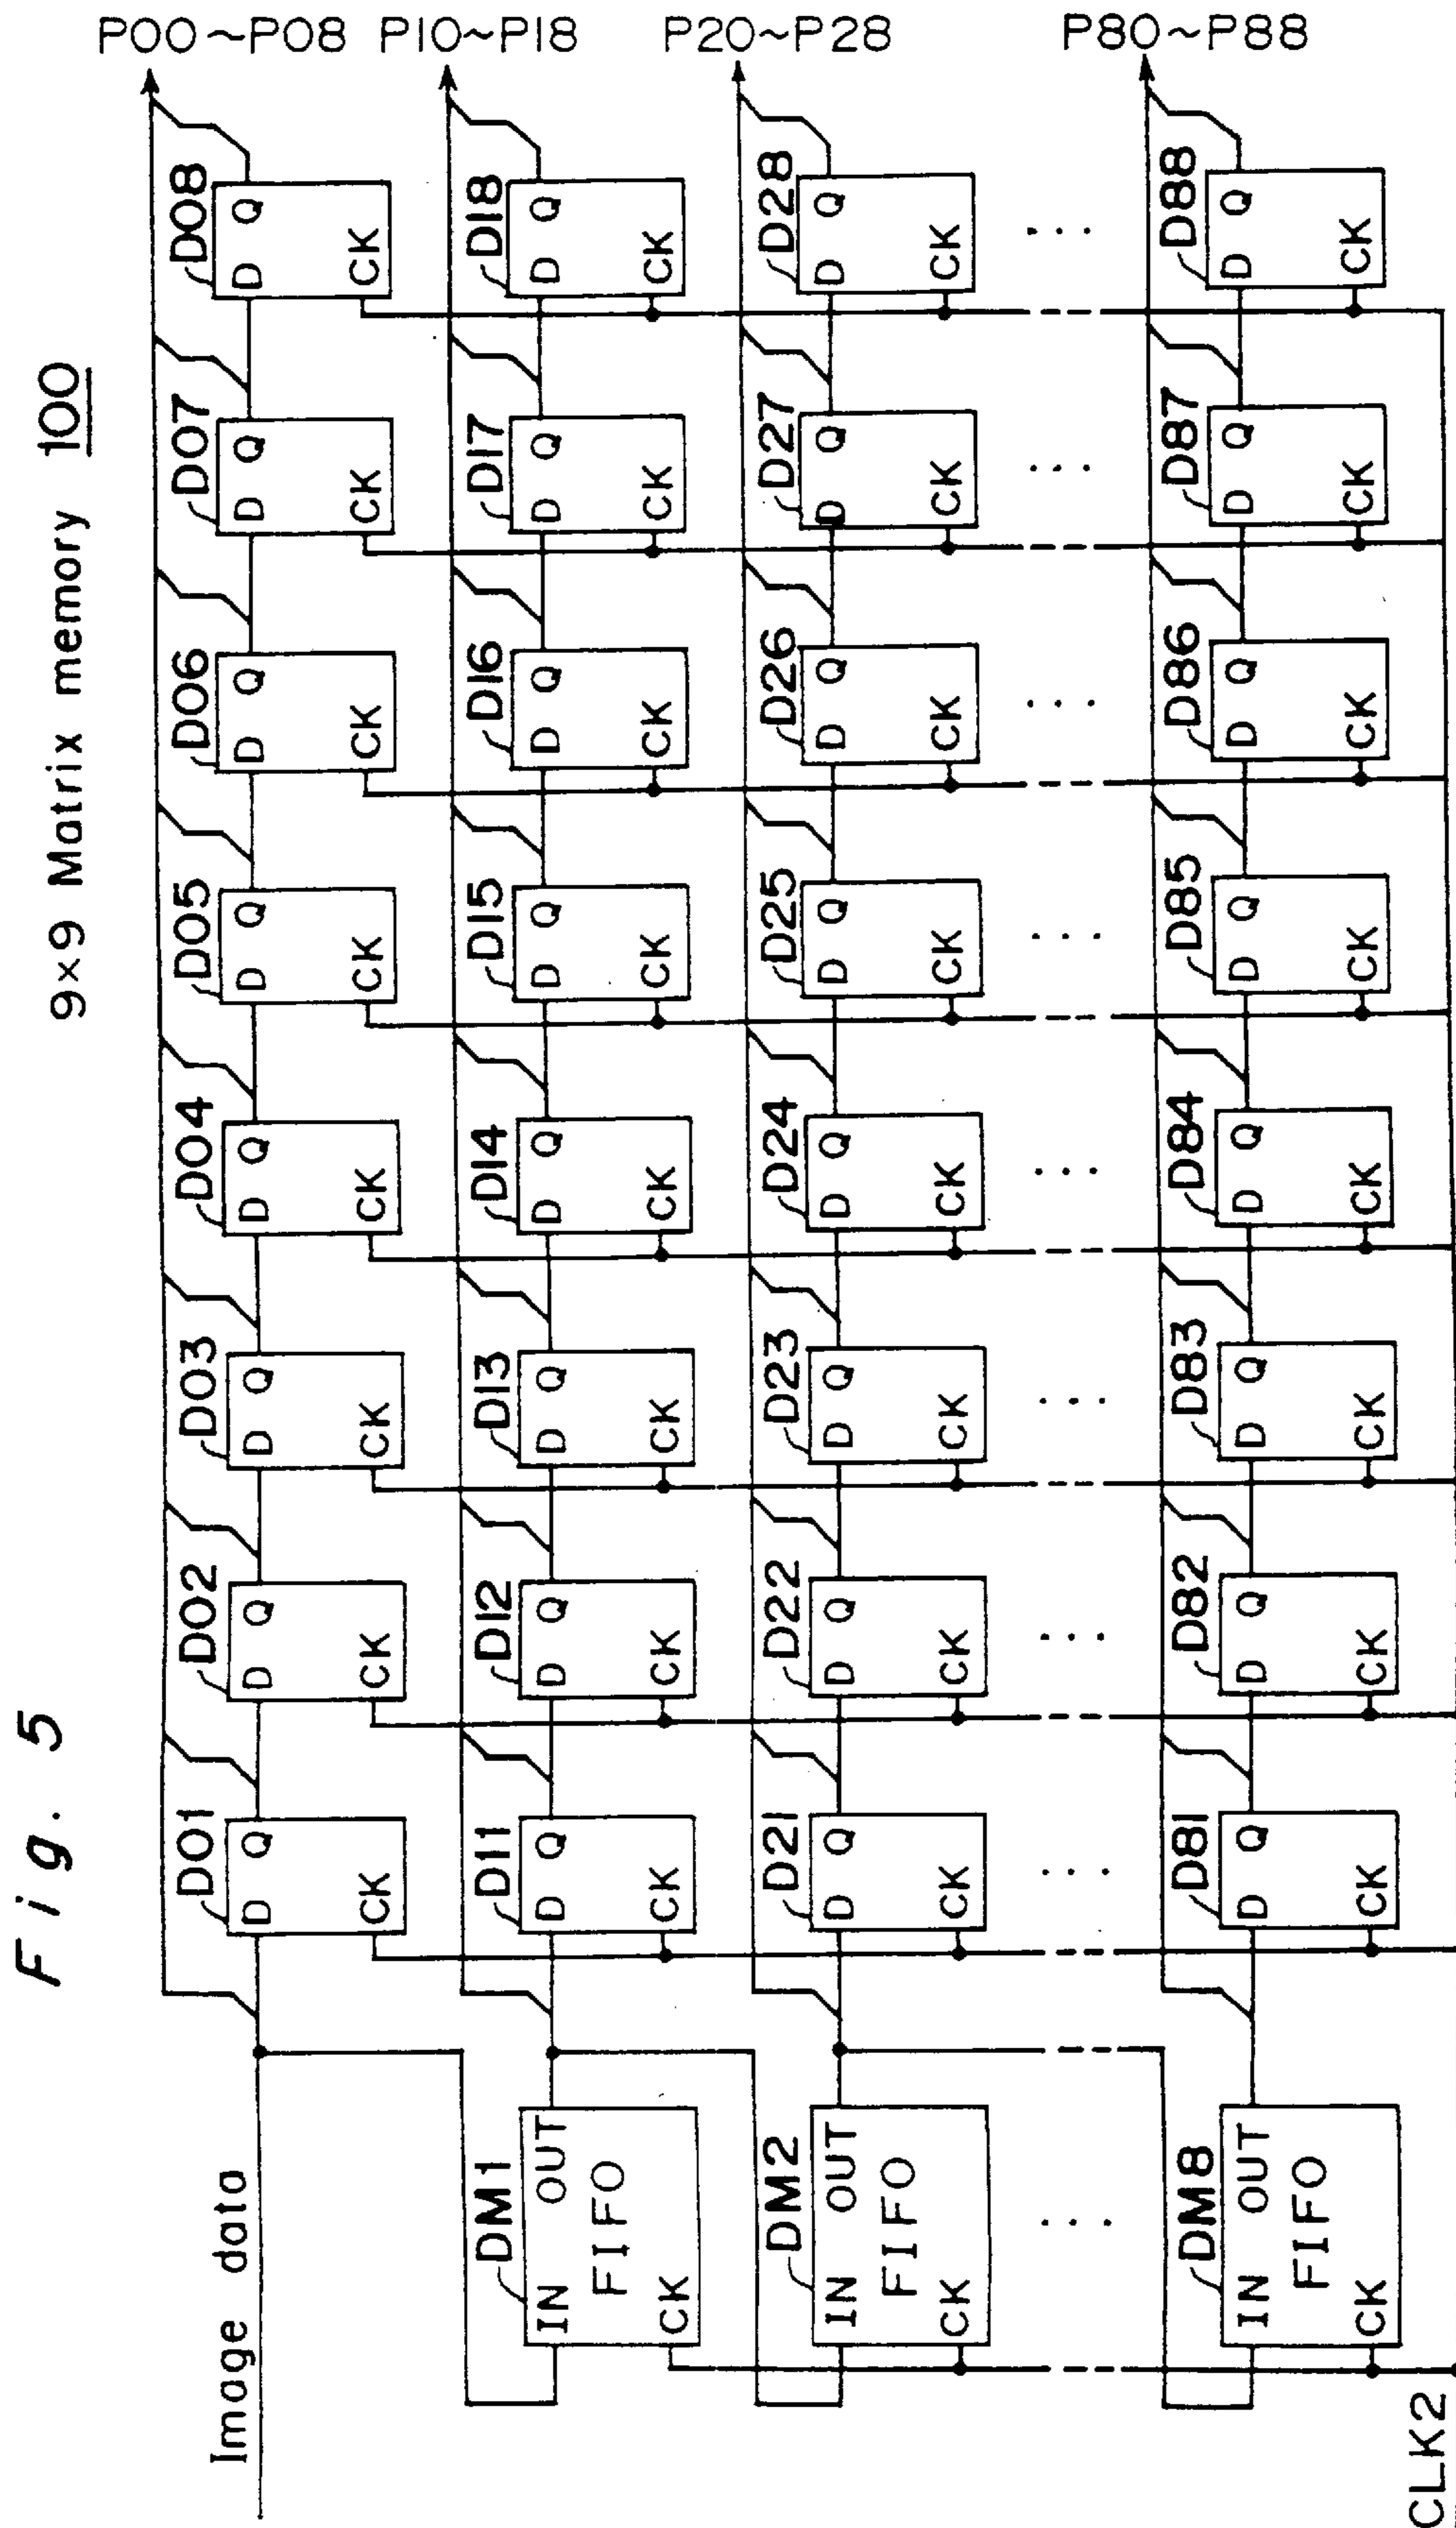 Fig. 5
9×9 Matrix memory 100
Image data
P00~P08
D01 D02 D03 D04 D05 D06 D07 D08
D Q D Q D Q D Q D Q D Q D Q D Q
CK CK CK CK CK CK CK CK
P10~P18
DM1 D11 D12 D13 D14 D15 D16 D17 D18
IN OUT D Q D Q D Q D Q D Q D Q D Q D Q
FIFO
CK CK CK CK CK CK CK CK CK
P20~P28
DM2 D21 D22 D23 D24 D25 D26 D27 D28
IN OUT D Q D Q D Q D Q D Q D Q D Q D Q
FIFO
CK CK CK CK CK CK CK CK CK
... ... ... ... ... ... ... ... ...
P80~P88
DM8 D81 D82 D83 D84 D85 D86 D87 D88
IN OUT D Q D Q D Q D Q D Q D Q D Q D Q
FIFO
CK CK CK CK CK CK CK CK CK
CLK2